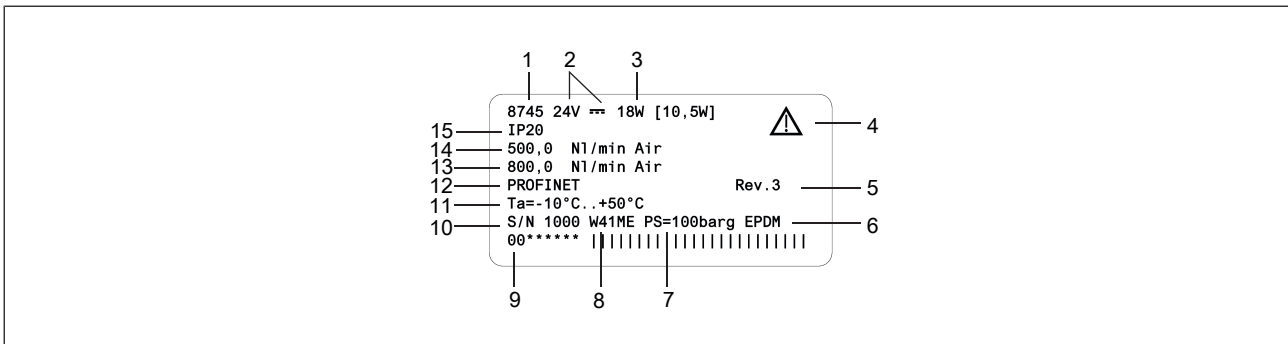 1 2 3
8745 24V ⎓ 18W [10,5W]
4
15 IP20
14 500,0 Nl/min Air
13 800,0 Nl/min Air
12 PROFINET Rev.3 5
11 Ta=-10°C..+50°C
10 S/N 1000 W41ME PS=100barg EPDM 6
00******
9 8 7